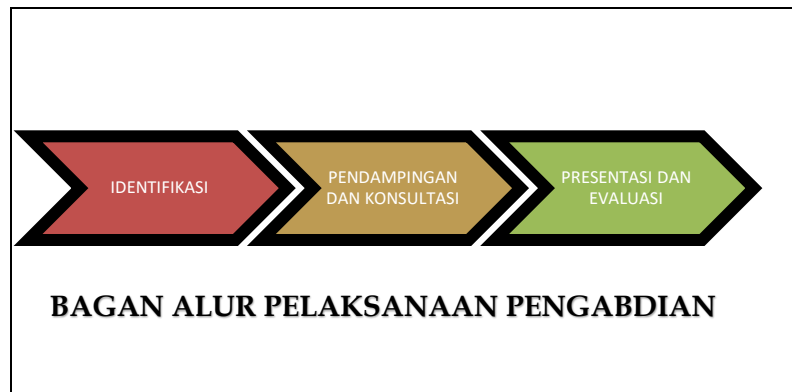 IDENTIFIKASI
PENDAMPINGAN
DAN KONSULTASI
PRESENTASI DAN
EVALUASI
BAGAN ALUR PELAKSANAAN PENGABDIAN